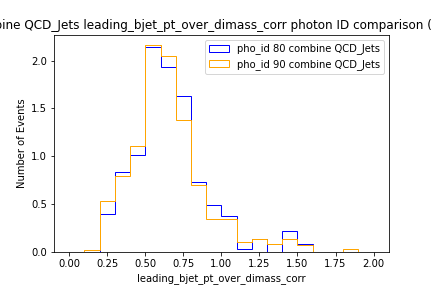 bine QCD_Jets leading_bjet_pt_over_dimass_corr photon ID comparison (
pho_id 80 combine QCD_Jets
pho_id 90 combine QCD_Jets
Number of Events
2.0
1.5
1.0
0.5
0.0
0.00 0.25 0.50 0.75 1.00 1.25 1.50 1.75 2.00
leading_bjet_pt_over_dimass_corr